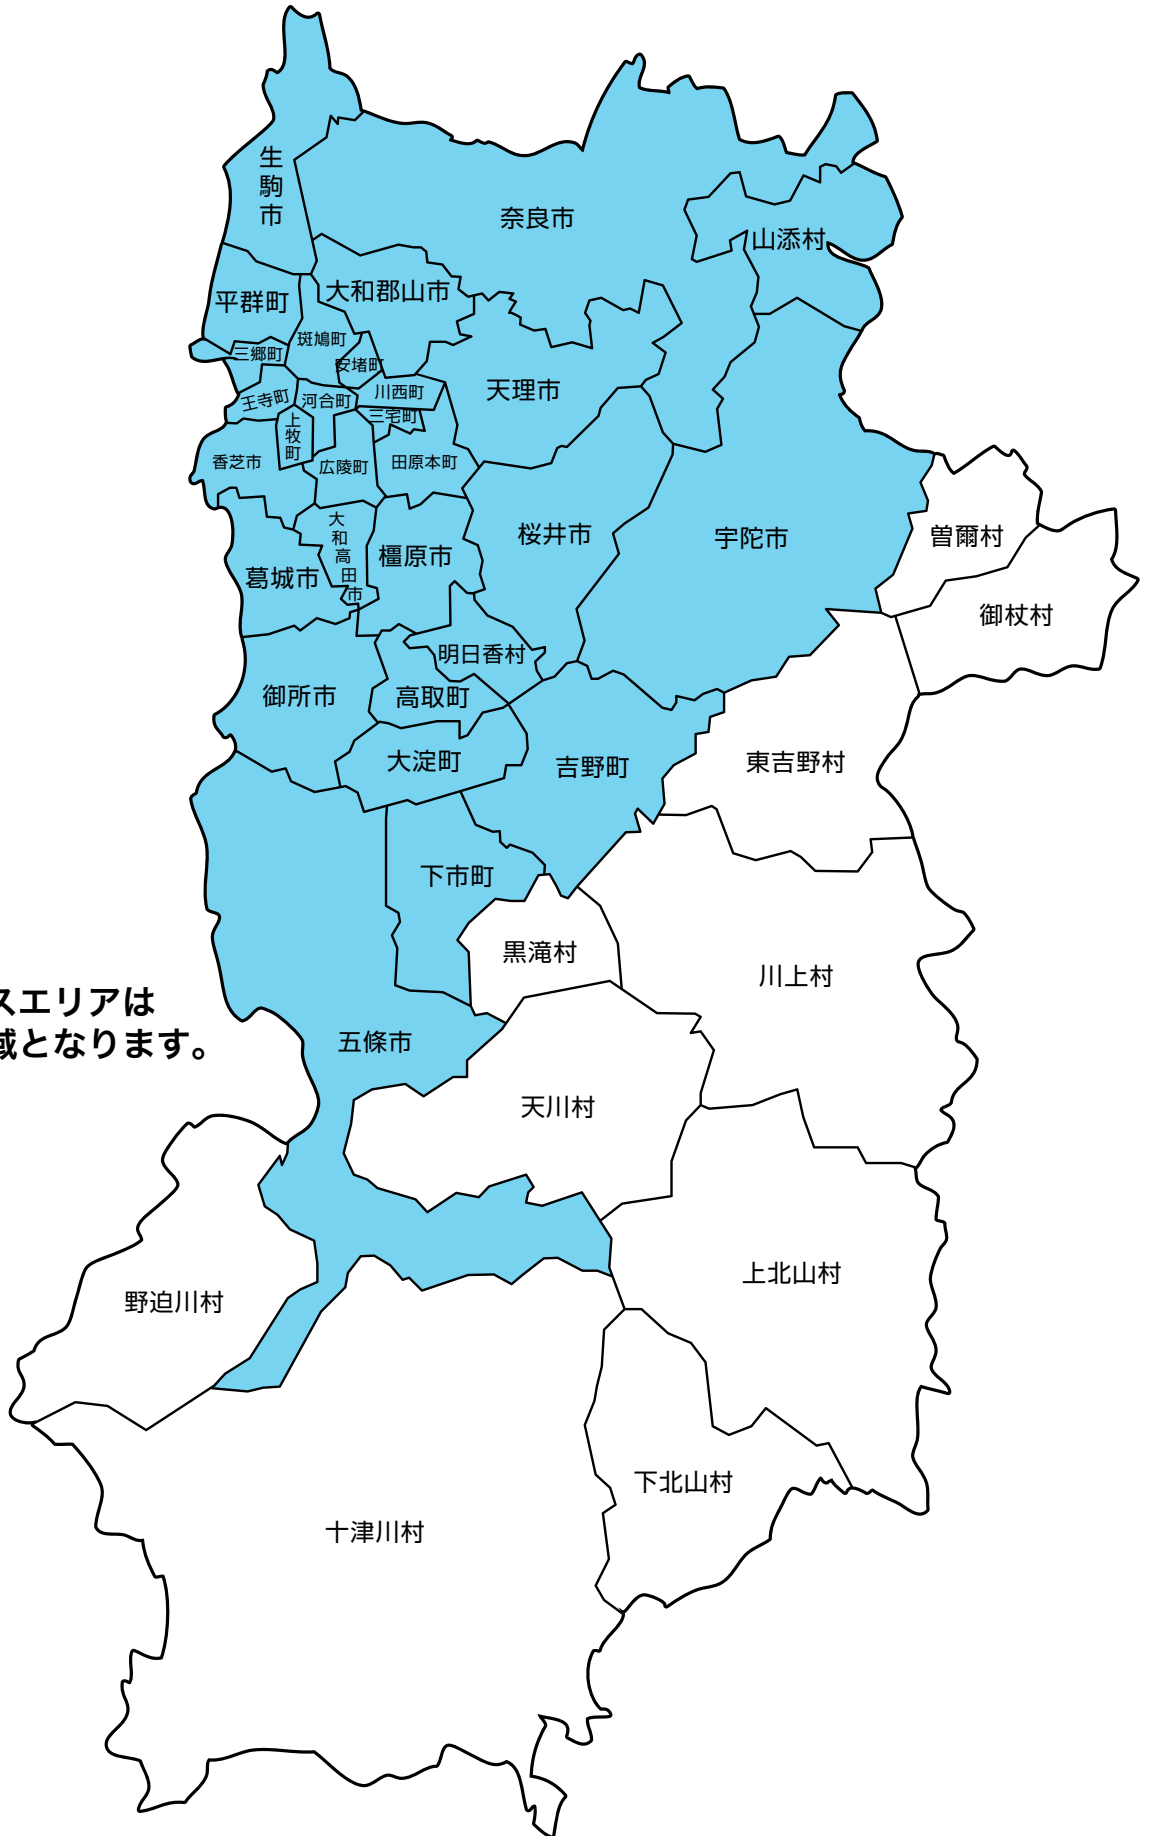 生駒市
奈良市
山添村
大和郡山市
平群町
斑鳩町
三郷町
安堵町
天理市
川西町
王寺町
河合町
三宅町
上牧町
香芝市
広陵町
田原本町
大和高田市
桜井市
宇陀市
曽爾村
橿原市
葛城市
御杖村
明日香村
御所市
高取町
大淀町
吉野町
東吉野村
下市町
黒滝村
川上村
スエリアは
域となります。
五條市
天川村
上北山村
野迫川村
下北山村
十津川村